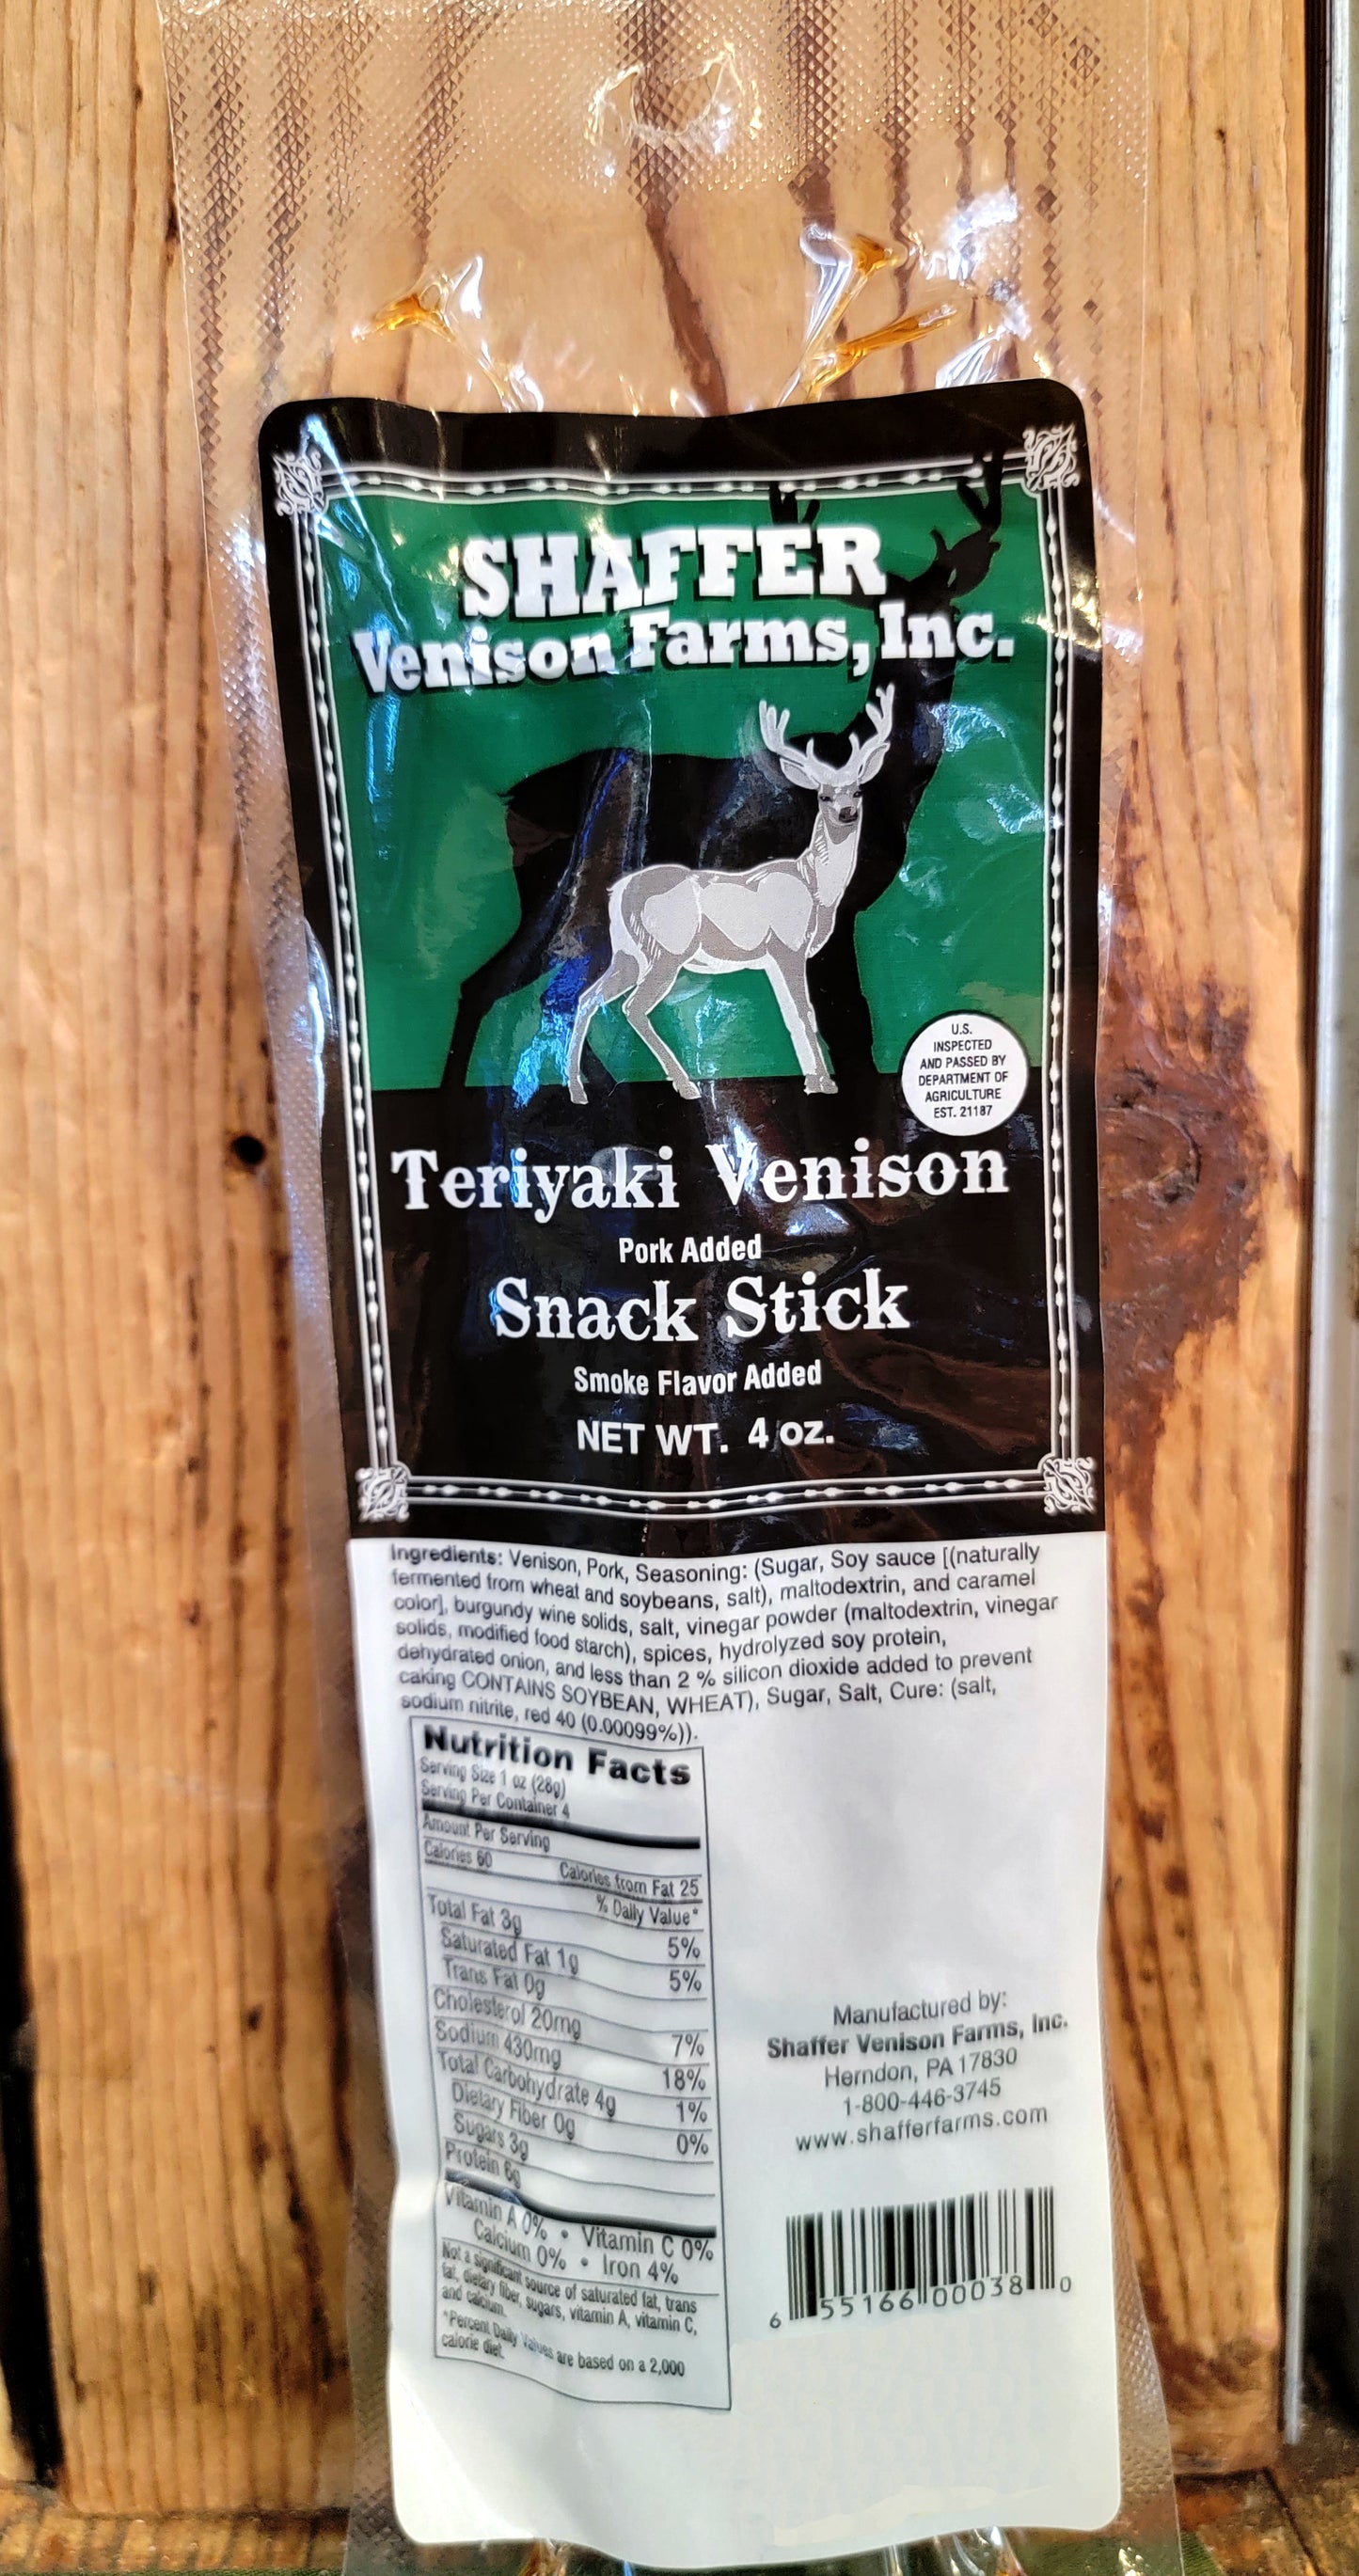 SHAFFER
Venison Farms, Inc.
U.S.
INSPECTED
AND PASSED BY
DEPARTMENT OF
AGRICULTURE
EST. 21187
Teriyaki Venison
Pork Added
Snack Stick
Smoke Flavor Added
NET WT. 4 oz.
Ingredients: Venison, Pork, Seasoning: (Sugar, Soy sauce [(naturally
fermented from wheat and soybeans, salt), maltodextrin, and caramel
color], burgundy wine solids, salt, vinegar powder (maltodextrin, vinegar
solids, modified food starch), spices, hydrolyzed soy protein,
dehydrated onion, and less than 2 % silicon dioxide added to prevent
caking CONTAINS SOYBEAN, WHEAT), Sugar, Salt, Cure: (salt,
sodium nitrite, red 40 (0.00099%)).
Nutrition Facts
Serving Size 1 oz (28g)
Serving Per Container 4
Amount Per Serving
Calories 60 Calories from Fat 25
% Daily Value*
Total Fat 3g 5%
Saturated Fat 1g 5%
Trans Fat 0g
Cholesterol 20mg 7%
Sodium 430mg 18%
Total Carbohydrate 4g 1%
Dietary Fiber 0g 0%
Sugars 3g
Protein 6g
Vitamin A 0% • Vitamin C 0%
Calcium 0% • Iron 4%
Not a significant source of saturated fat, trans
fat, dietary fiber, sugars, vitamin A, vitamin C,
and calcium.
*Percent Daily Values are based on a 2,000
calorie diet.
Manufactured by:
Shaffer Venison Farms, Inc.
Herndon, PA 17830
1-800-446-3745
www.shafferfarms.com
6 55166 00038 0